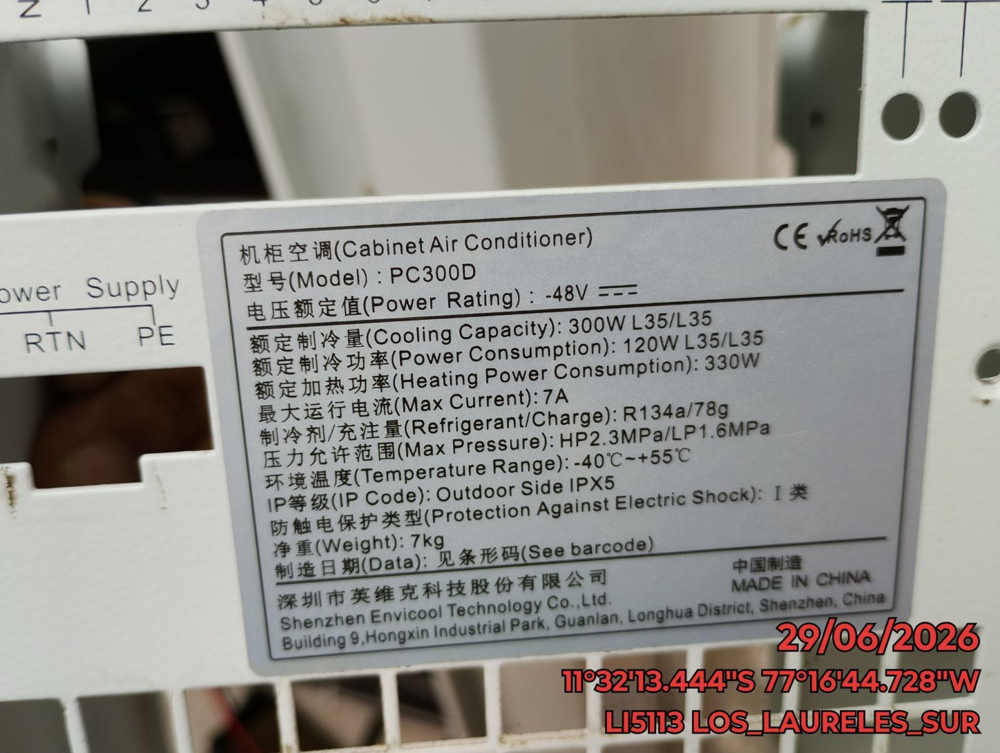 N 1 2 3 4 5 6 7
Power Supply
RTN PE
机柜空调(Cabinet Air Conditioner)
CE RoHS
型号(Model) : PC300D
电压额定值(Power Rating) : -48V
额定制冷量(Cooling Capacity): 300W L35/L35
额定制冷功率(Power Consumption): 120W L35/L35
额定加热功率(Heating Power Consumption): 330W
最大运行电流(Max Current): 7A
制冷剂/充注量(Refrigerant/Charge): R134a/78g
压力允许范围(Max Pressure): HP2.3MPa/LP1.6MPa
环境温度(Temperature Range): -40℃~+55℃
IP等级(IP Code): Outdoor Side IPX5
防触电保护类型(Protection Against Electric Shock): I 类
净重(Weight): 7kg
制造日期(Data): 见条形码(See barcode)
深圳市英维克科技股份有限公司
中国制造
MADE IN CHINA
Shenzhen Envicool Technology Co.,Ltd.
Building 9,Hongxin Industrial Park, Guanlan, Longhua District, Shenzhen, China
29/06/2026
11°32'13.444"S 77°16'44.728"W
LI5113 LOS_LAURELES_SUR